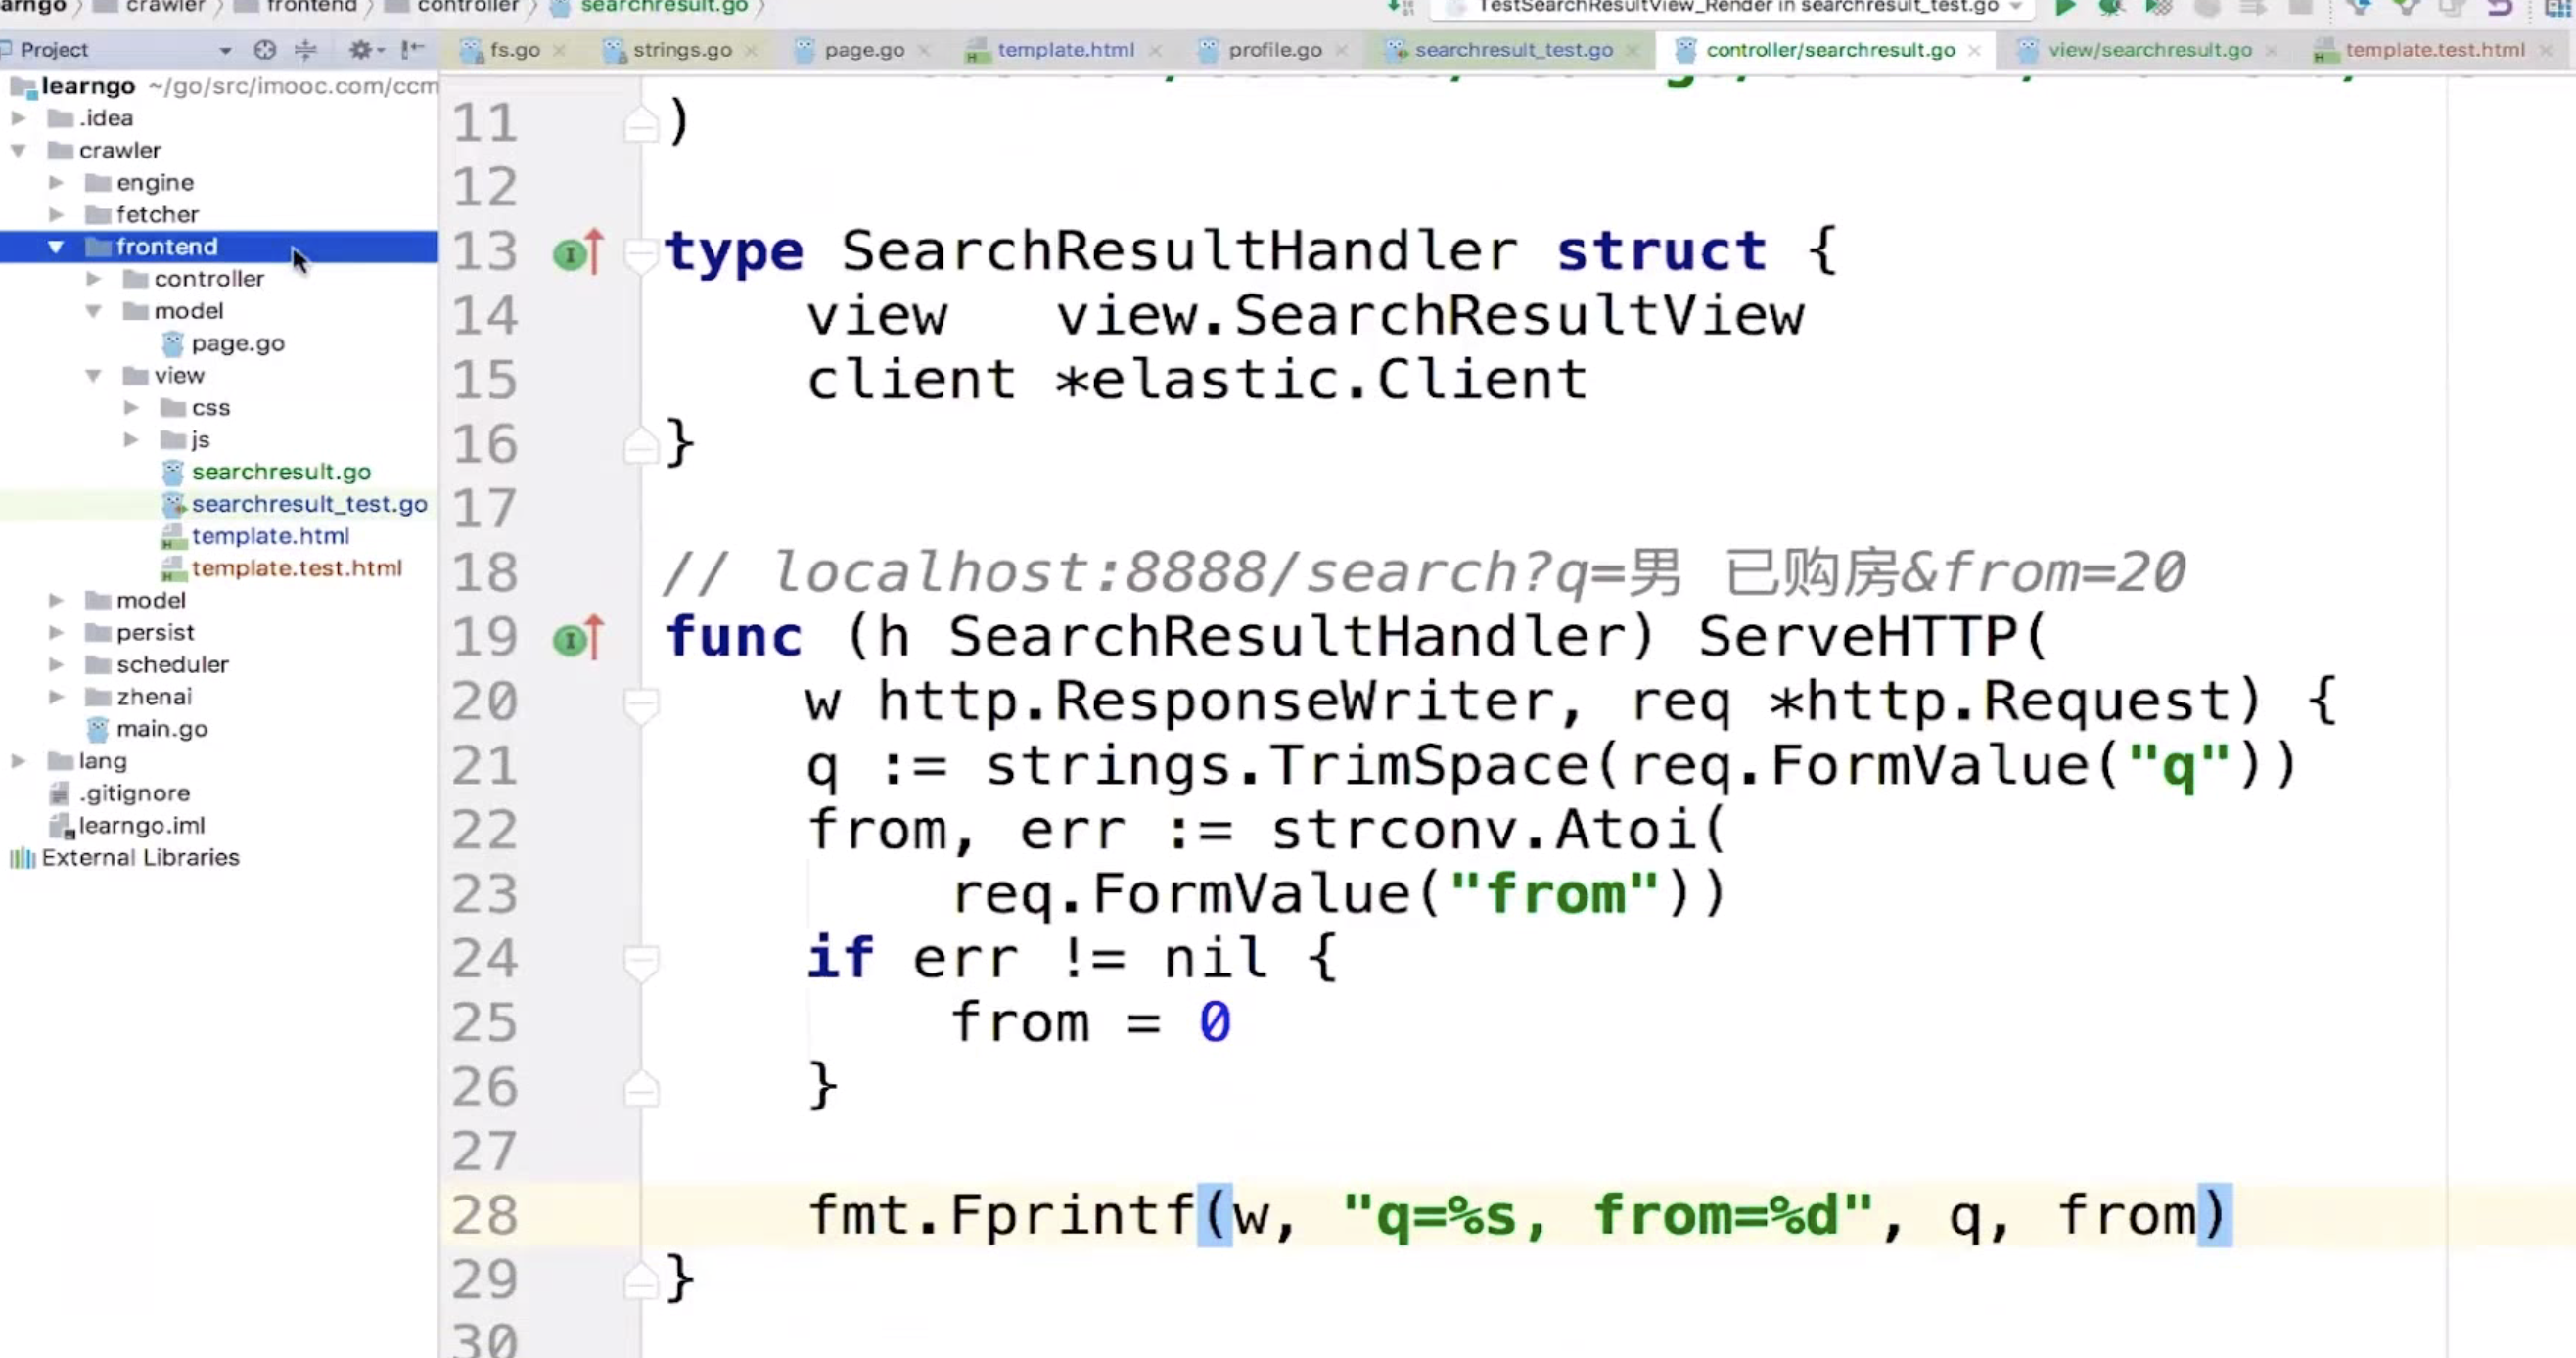 crawler frontend controller searchresult.go
TestSearchResultView_Render in searchresult_test.go
Project
fs.go strings.go page.go template.html profile.go searchresult_test.go controller/searchresult.go view/searchresult.go template.test.html
learngo ~/go/src/imooc.com/ccm
.idea
crawler
engine
fetcher
frontend
controller
model
page.go
view
css
js
searchresult.go
searchresult_test.go
template.html
template.test.html
model
persist
scheduler
zhenai
main.go
lang
.gitignore
learngo.iml
External Libraries
11 )
12
13 type SearchResultHandler struct {
14 view view.SearchResultView
15 client *elastic.Client
16 }
17
18 // localhost:8888/search?q=男 已购房&from=20
19 func (h SearchResultHandler) ServeHTTP(
20 w http.ResponseWriter, req *http.Request) {
21 q := strings.TrimSpace(req.FormValue("q"))
22 from, err := strconv.Atoi(
23 req.FormValue("from"))
24 if err != nil {
25 from = 0
26 }
27
28 fmt.Fprintf(w, "q=%s, from=%d", q, from)
29 }
30